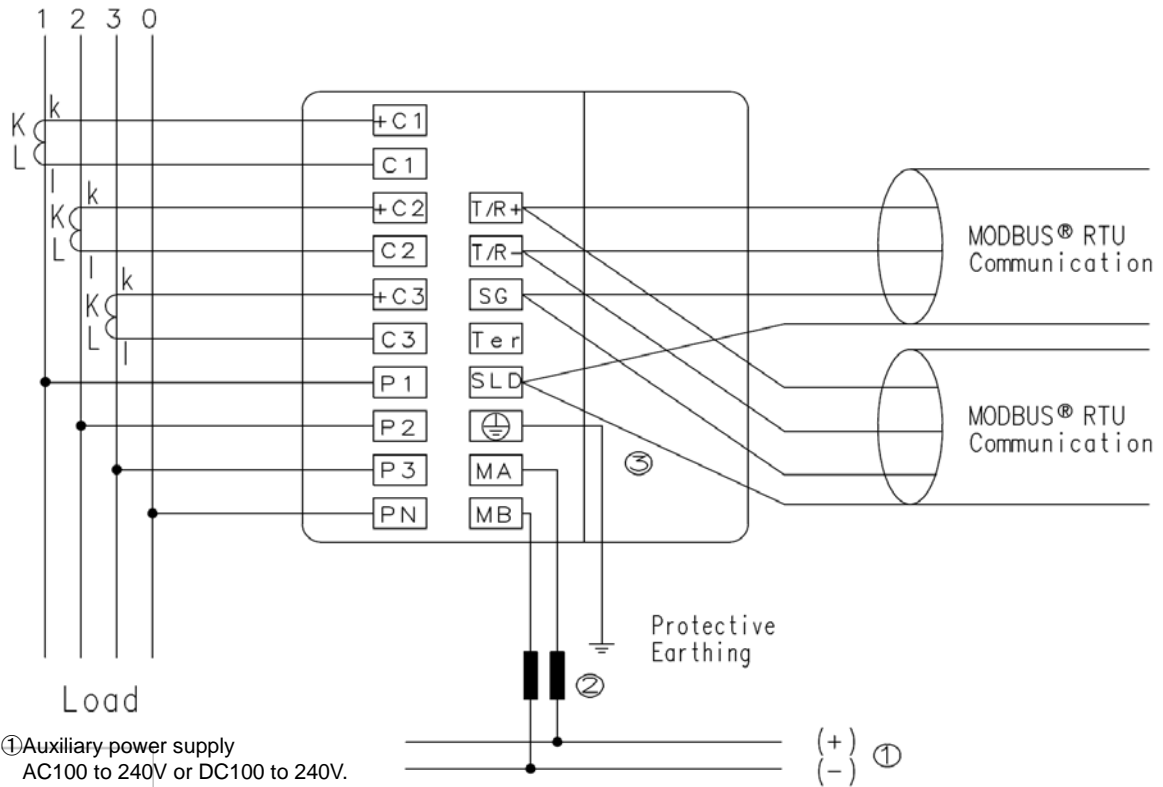 1 2 3 0
K k
L l
K k
L l
K k
L l
+C1
C1
+C2
C2
+C3
C3
P1
P2
P3
PN
T/R+
T/R-
SG
Ter
SLD
MA
MB
③
MODBUS® RTU
Communication
MODBUS® RTU
Communication
Protective
Earthing
②
Load
(+)
(-)
①
①Auxiliary power supply
AC100 to 240V or DC100 to 240V.